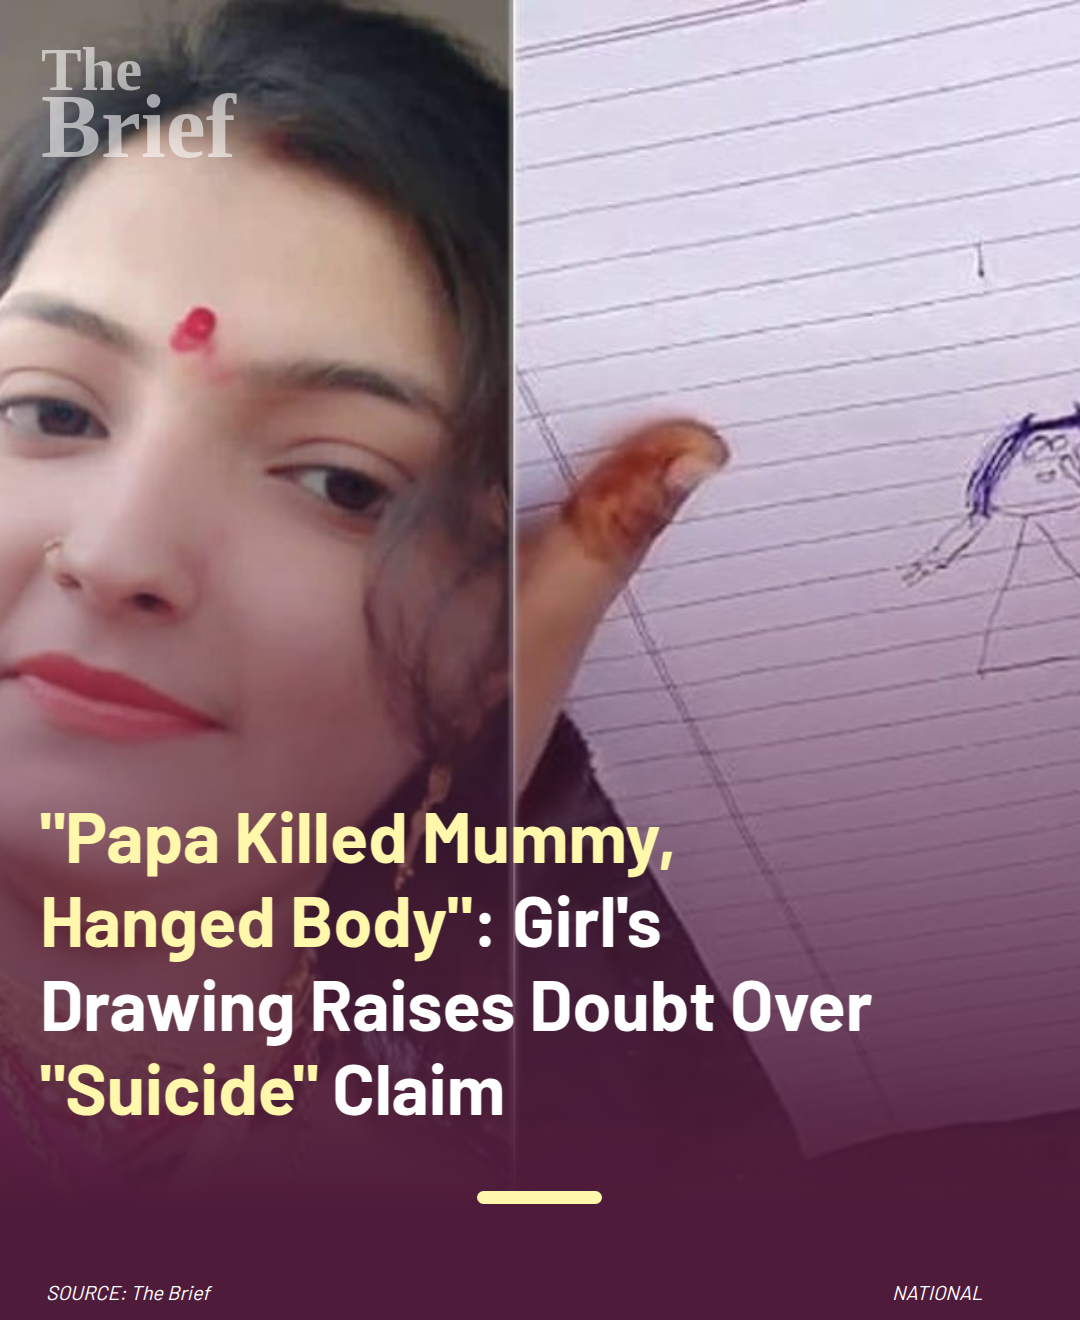 The
Brief
"Papa Killed Mummy,
Hanged Body": Girl's
Drawing Raises Doubt Over
"Suicide" Claim
SOURCE: The Brief
NATIONAL